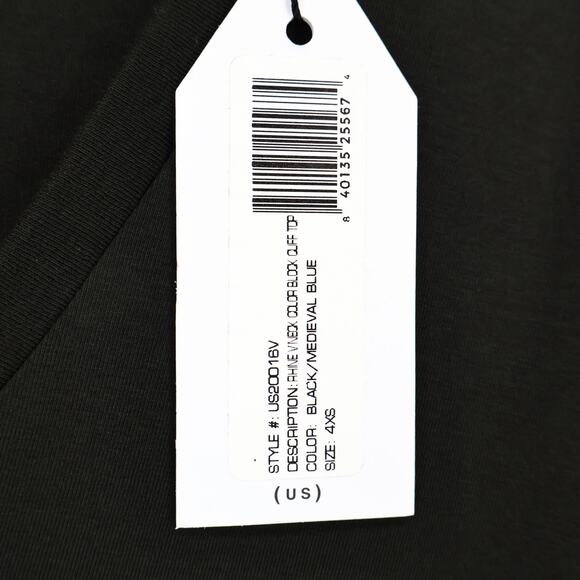 8 40135 25567 4
STYLE #: US20016V
DESCRIPTION: RHINE V/NECK COLOR BLOCK CUFF TOP
COLOR: BLACK/MEDIEVAL BLUE
SIZE: 4XS
(US)